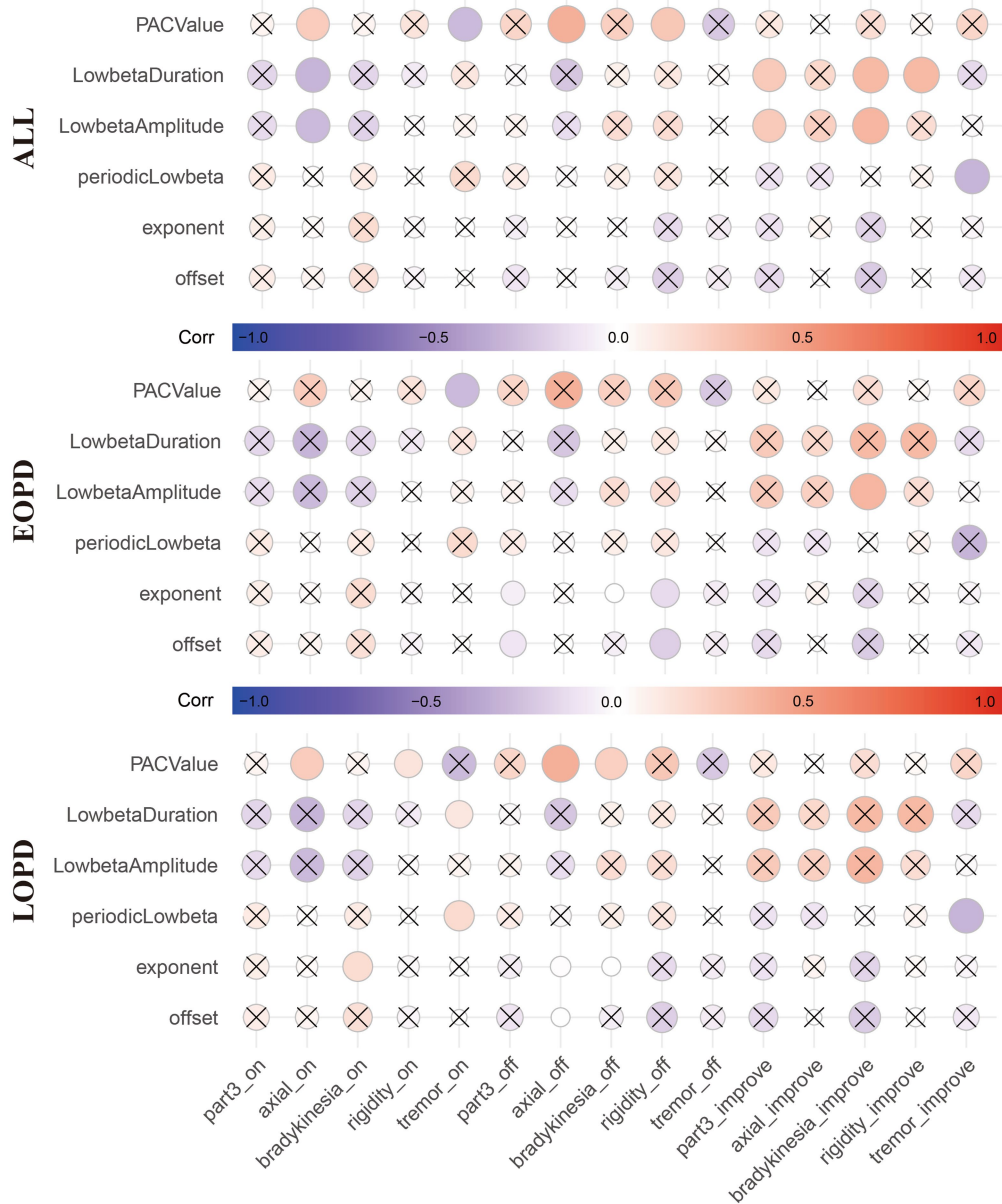 ALL
PACValue
LowbetaDuration
LowbetaAmplitude
periodicLowbeta
exponent
offset
Corr −1.0 −0.5 0.0 0.5 1.0
EOPD
PACValue
LowbetaDuration
LowbetaAmplitude
periodicLowbeta
exponent
offset
Corr −1.0 −0.5 0.0 0.5 1.0
LOPD
PACValue
LowbetaDuration
LowbetaAmplitude
periodicLowbeta
exponent
offset
part3_on
axial_on
bradykinesia_on
rigidity_on
tremor_on
part3_off
axial_off
bradykinesia_off
rigidity_off
tremor_off
part3_improve
axial_improve
bradykinesia_improve
rigidity_improve
tremor_improve